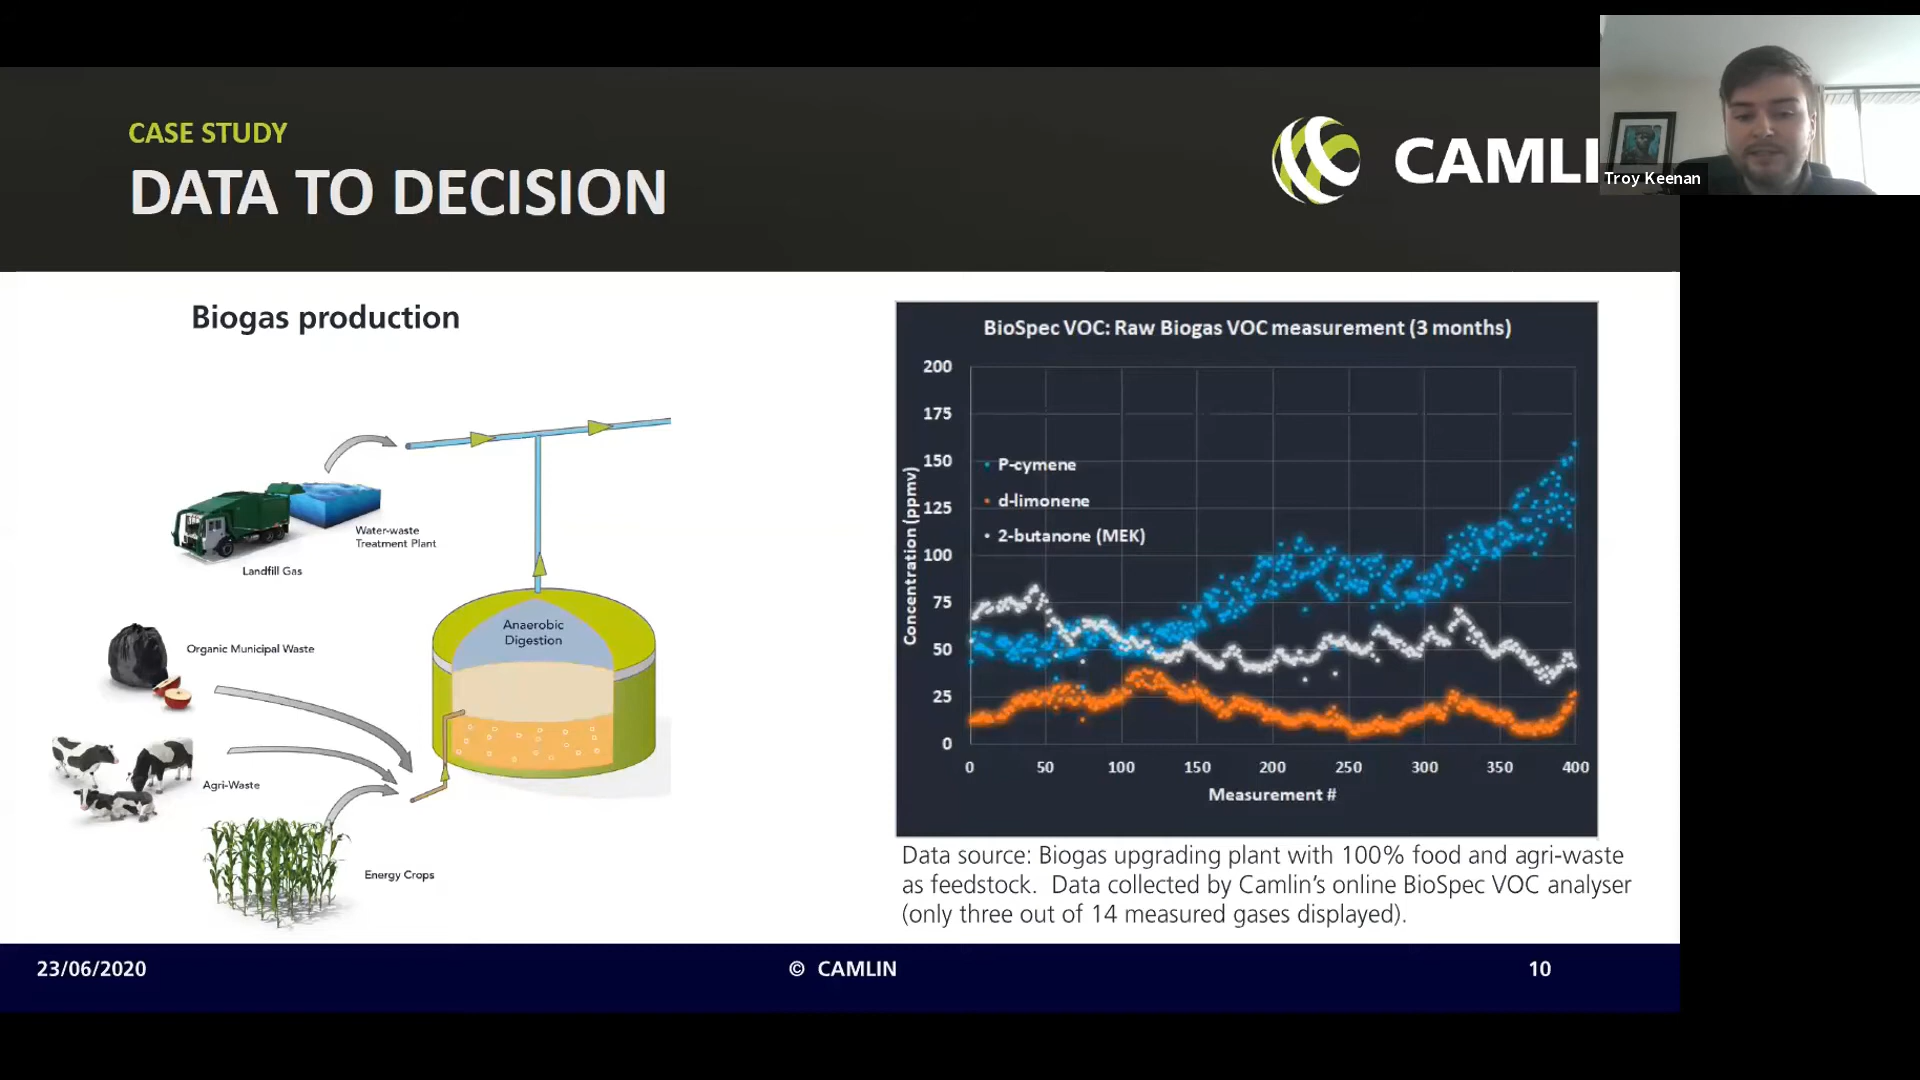 CASE STUDY
DATA TO DECISION
CAMLI
Troy Keenan
Biogas production
Water-waste
Treatment Plant
Landfill Gas
Anaerobic
Digestion
Organic Municipal Waste
Agri-Waste
Energy Crops
BioSpec VOC: Raw Biogas VOC measurement (3 months)
200
175
150
125
100
75
50
25
0
Concentration (ppmv)
P-cymene
d-limonene
2-butanone (MEK)
0 50 100 150 200 250 300 350 400
Measurement #
Data source: Biogas upgrading plant with 100% food and agri-waste
as feedstock. Data collected by Camlin's online BioSpec VOC analyser
(only three out of 14 measured gases displayed).
23/06/2020
© CAMLIN
10